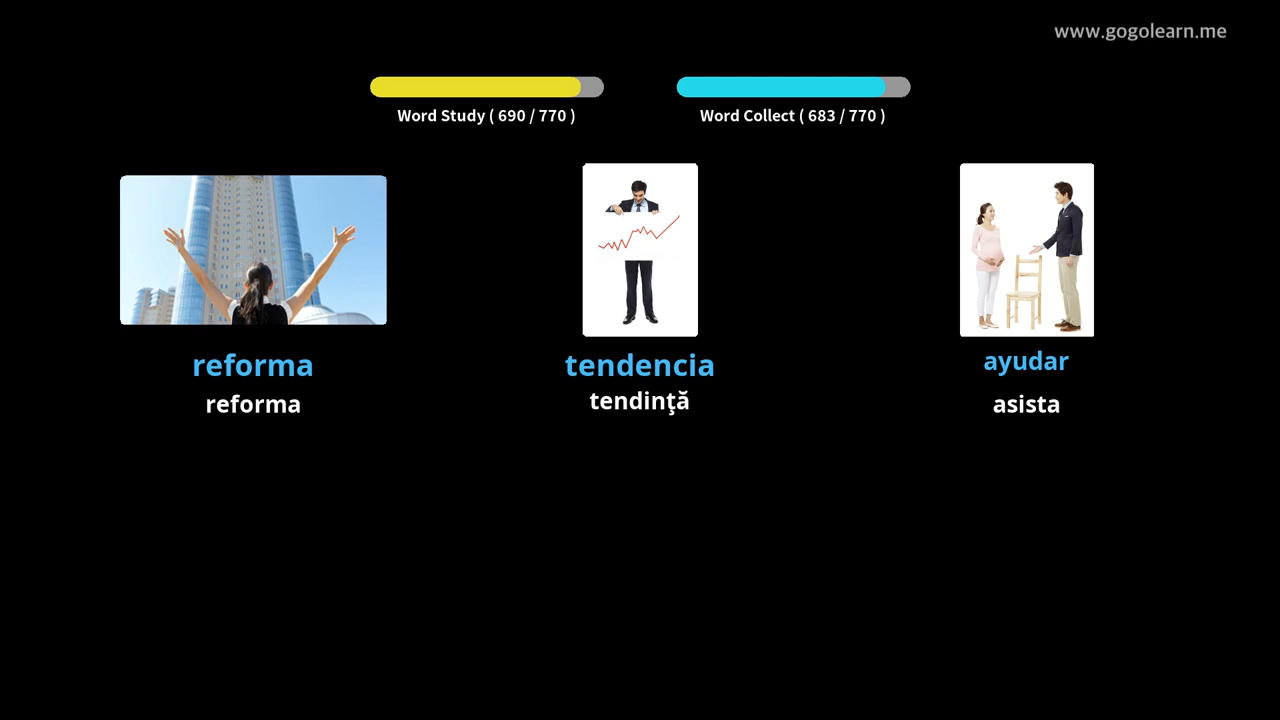 www.gogolearn.me
Word Study ( 690 / 770 )
Word Collect ( 683 / 770 )
reforma
reforma
tendencia
tendinţă
ayudar
asista